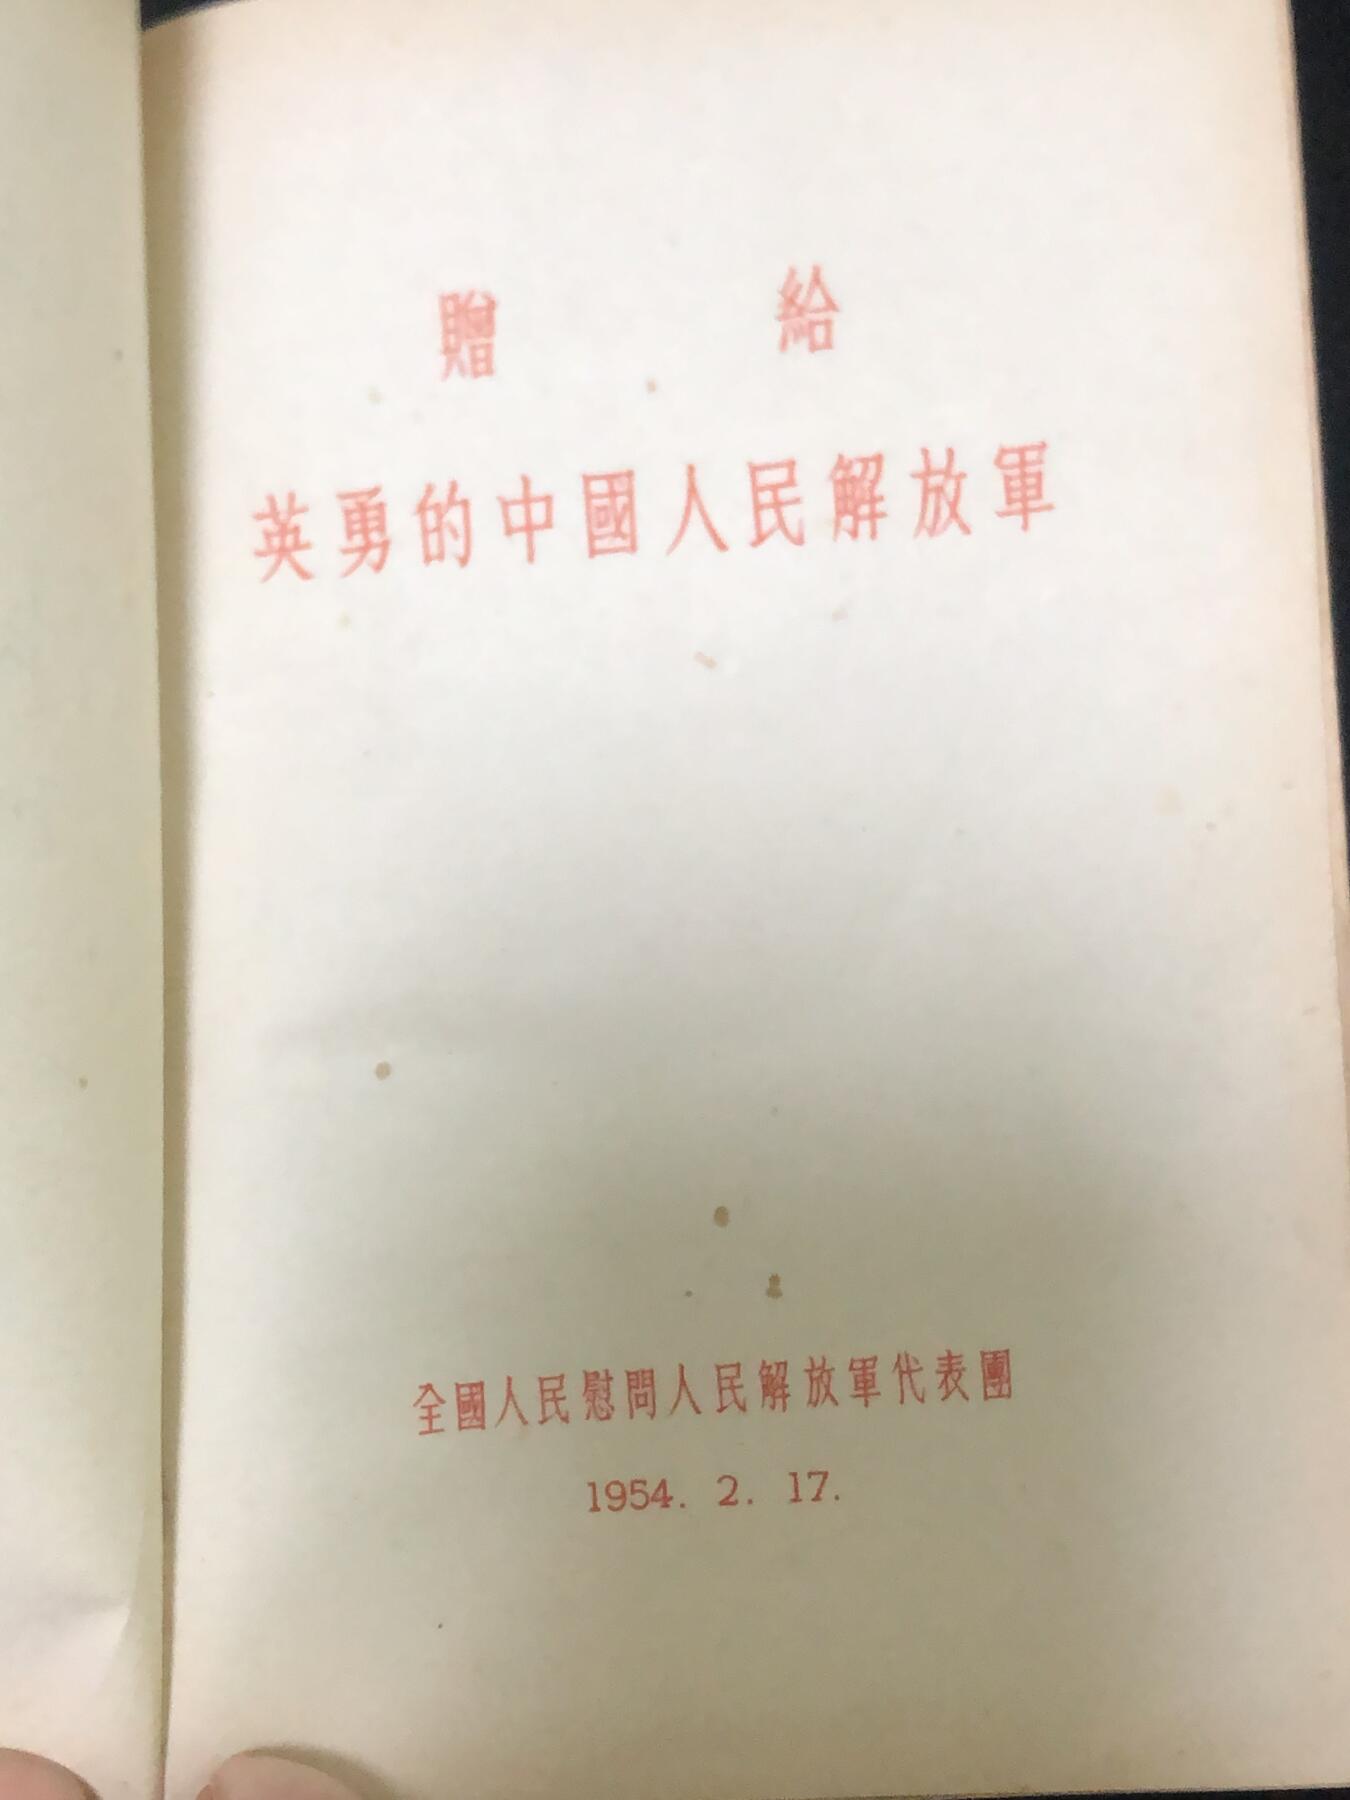 贈 給
英勇的中國人民解放軍
全國人民慰問人民解放軍代表團
1954. 2. 17.